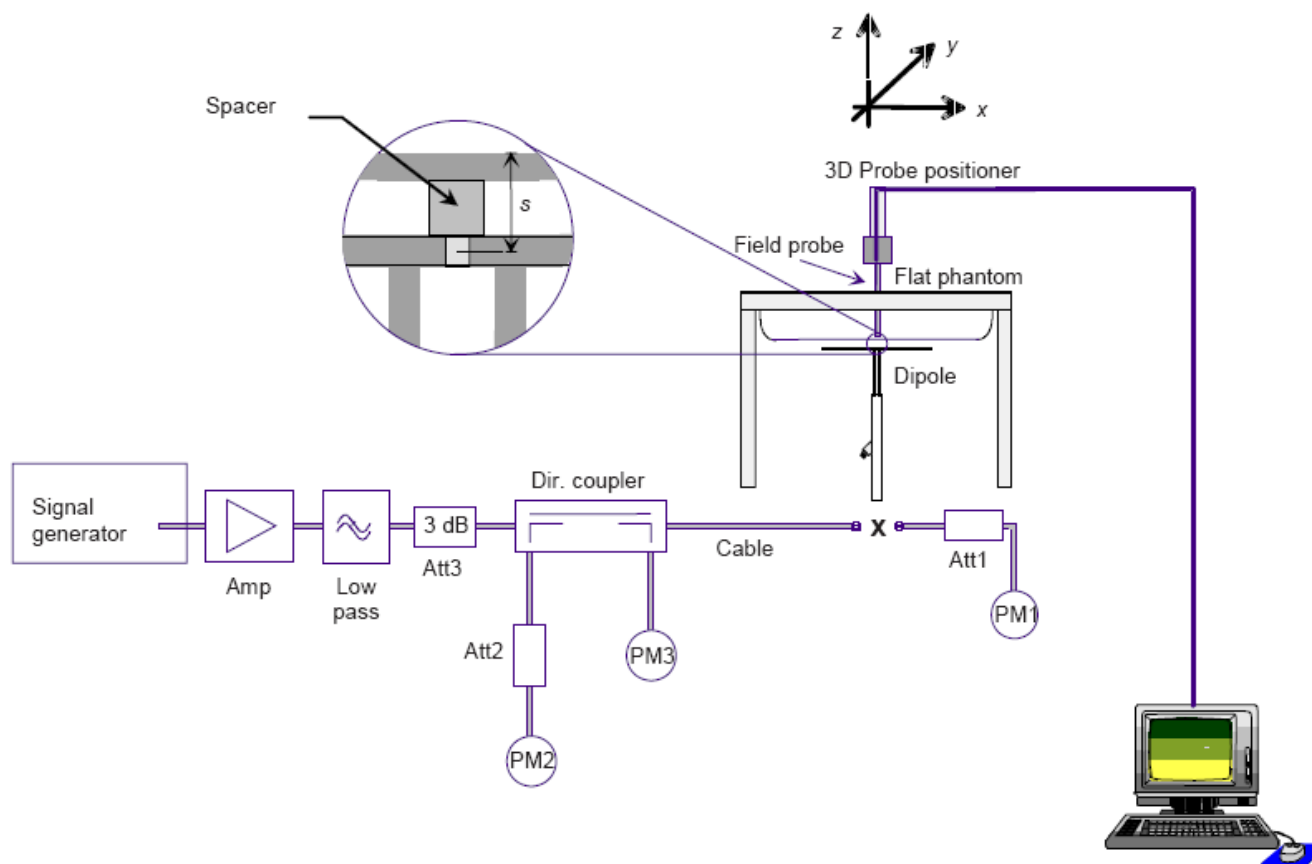 z
y
x
Spacer
s
3D Probe positioner
Field probe
Flat phantom
Dipole
Signal
generator
Amp
Low
pass
3 dB
Att3
Dir. coupler
Cable
X
Att1
PM1
Att2
PM3
PM2